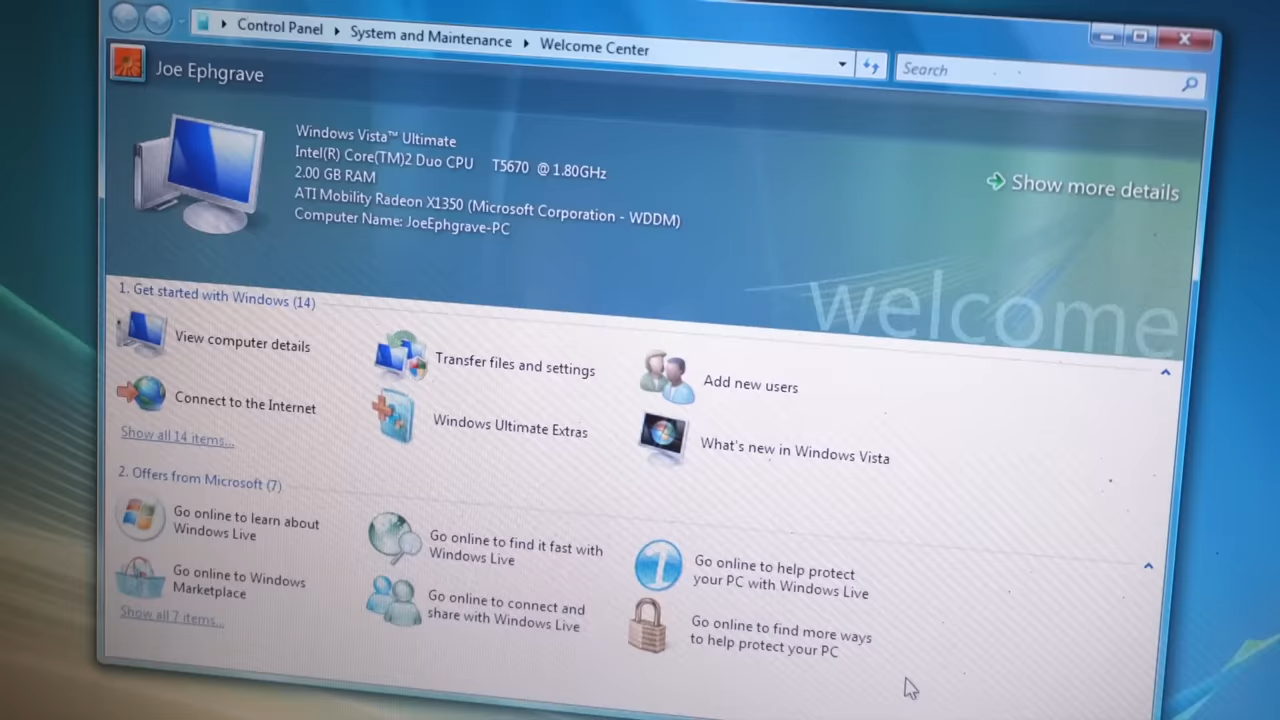 Control Panel ▸ System and Maintenance ▸ Welcome Center
Search
Joe Ephgrave
Windows Vista™ Ultimate
Intel(R) Core(TM)2 Duo CPU T5670 @ 1.80GHz
2.00 GB RAM
ATI Mobility Radeon X1350 (Microsoft Corporation - WDDM)
Computer Name: JoeEphgrave-PC
Show more details
welcome
1. Get started with Windows (14)
View computer details
Transfer files and settings
Add new users
Connect to the Internet
Windows Ultimate Extras
What's new in Windows Vista
Show all 14 items...
2. Offers from Microsoft (7)
Go online to learn about
Windows Live
Go online to find it fast with
Windows Live
Go online to help protect
your PC with Windows Live
Go online to Windows
Marketplace
Go online to connect and
share with Windows Live
Go online to find more ways
to help protect your PC
Show all 7 items...